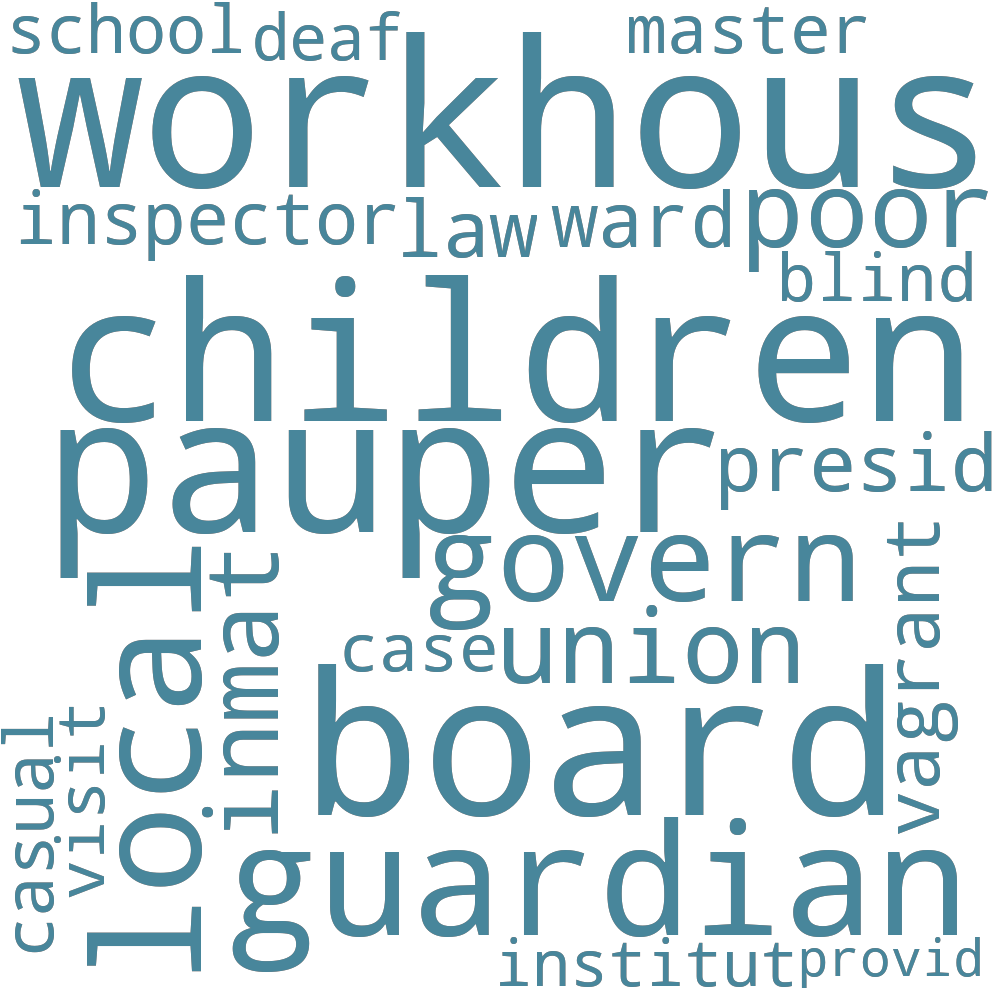 school deaf master
workhous
inspector law ward poor
blind
children
pauper
presid
govern
vagrant
local
inmat
case union
board
casual
visit
guardian
institut provid